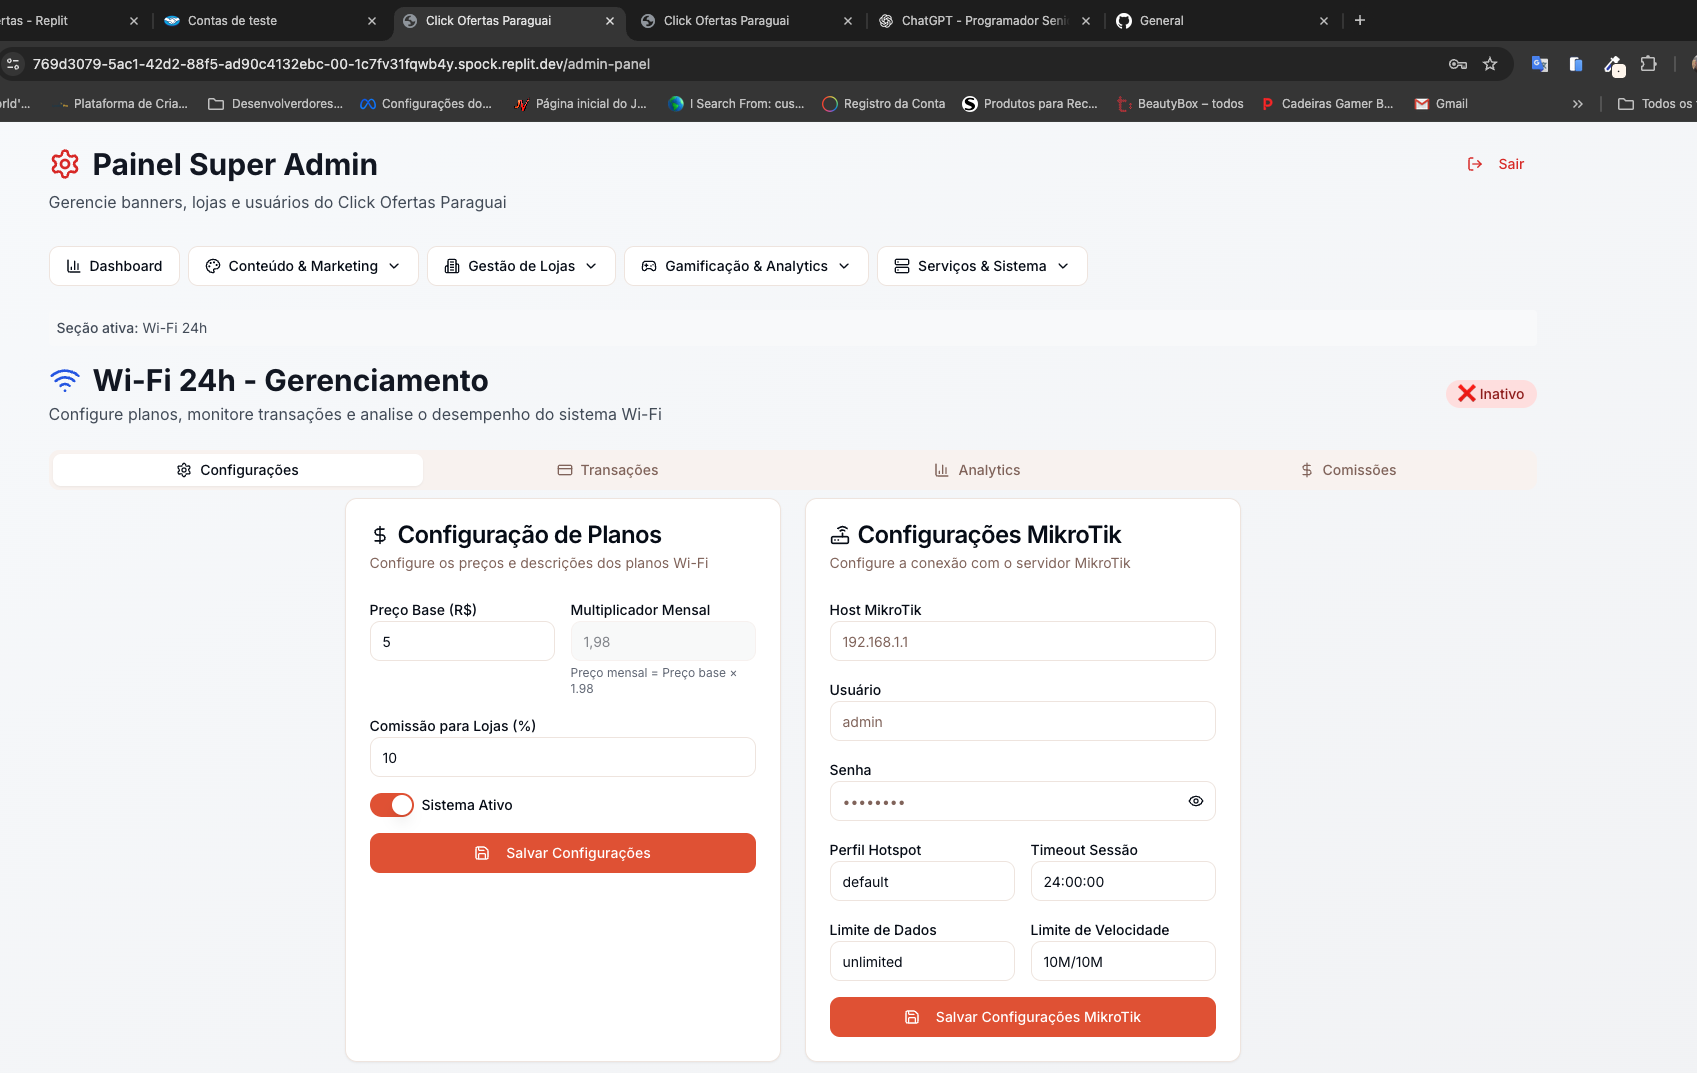 rtas - Replit
Contas de teste
Click Ofertas Paraguai
Click Ofertas Paraguai
ChatGPT - Programador Seni
General
769d3079-5ac1-42d2-88f5-ad90c4132ebc-00-1c7fv31fqwb4y.spock.replit.dev/admin-panel
rld'...
Plataforma de Cria...
Desenvolverdores...
Configurações do...
Página inicial do J...
I Search From: cus...
Registro da Conta
Produtos para Rec...
BeautyBox – todos
Cadeiras Gamer B...
Gmail
Todos os
Painel Super Admin
Sair
Gerencie banners, lojas e usuários do Click Ofertas Paraguai
Dashboard
Conteúdo & Marketing
Gestão de Lojas
Gamificação & Analytics
Serviços & Sistema
Seção ativa: Wi-Fi 24h
Wi-Fi 24h - Gerenciamento
Inativo
Configure planos, monitore transações e analise o desempenho do sistema Wi-Fi
Configurações
Transações
Analytics
Comissões
Configuração de Planos
Configure os preços e descrições dos planos Wi-Fi
Preço Base (R$)
Multiplicador Mensal
5
1,98
Preço mensal = Preço base ×
1.98
Comissão para Lojas (%)
10
Sistema Ativo
Salvar Configurações
Configurações MikroTik
Configure a conexão com o servidor MikroTik
Host MikroTik
192.168.1.1
Usuário
admin
Senha
••••••••
Perfil Hotspot
Timeout Sessão
default
24:00:00
Limite de Dados
Limite de Velocidade
unlimited
10M/10M
Salvar Configurações MikroTik